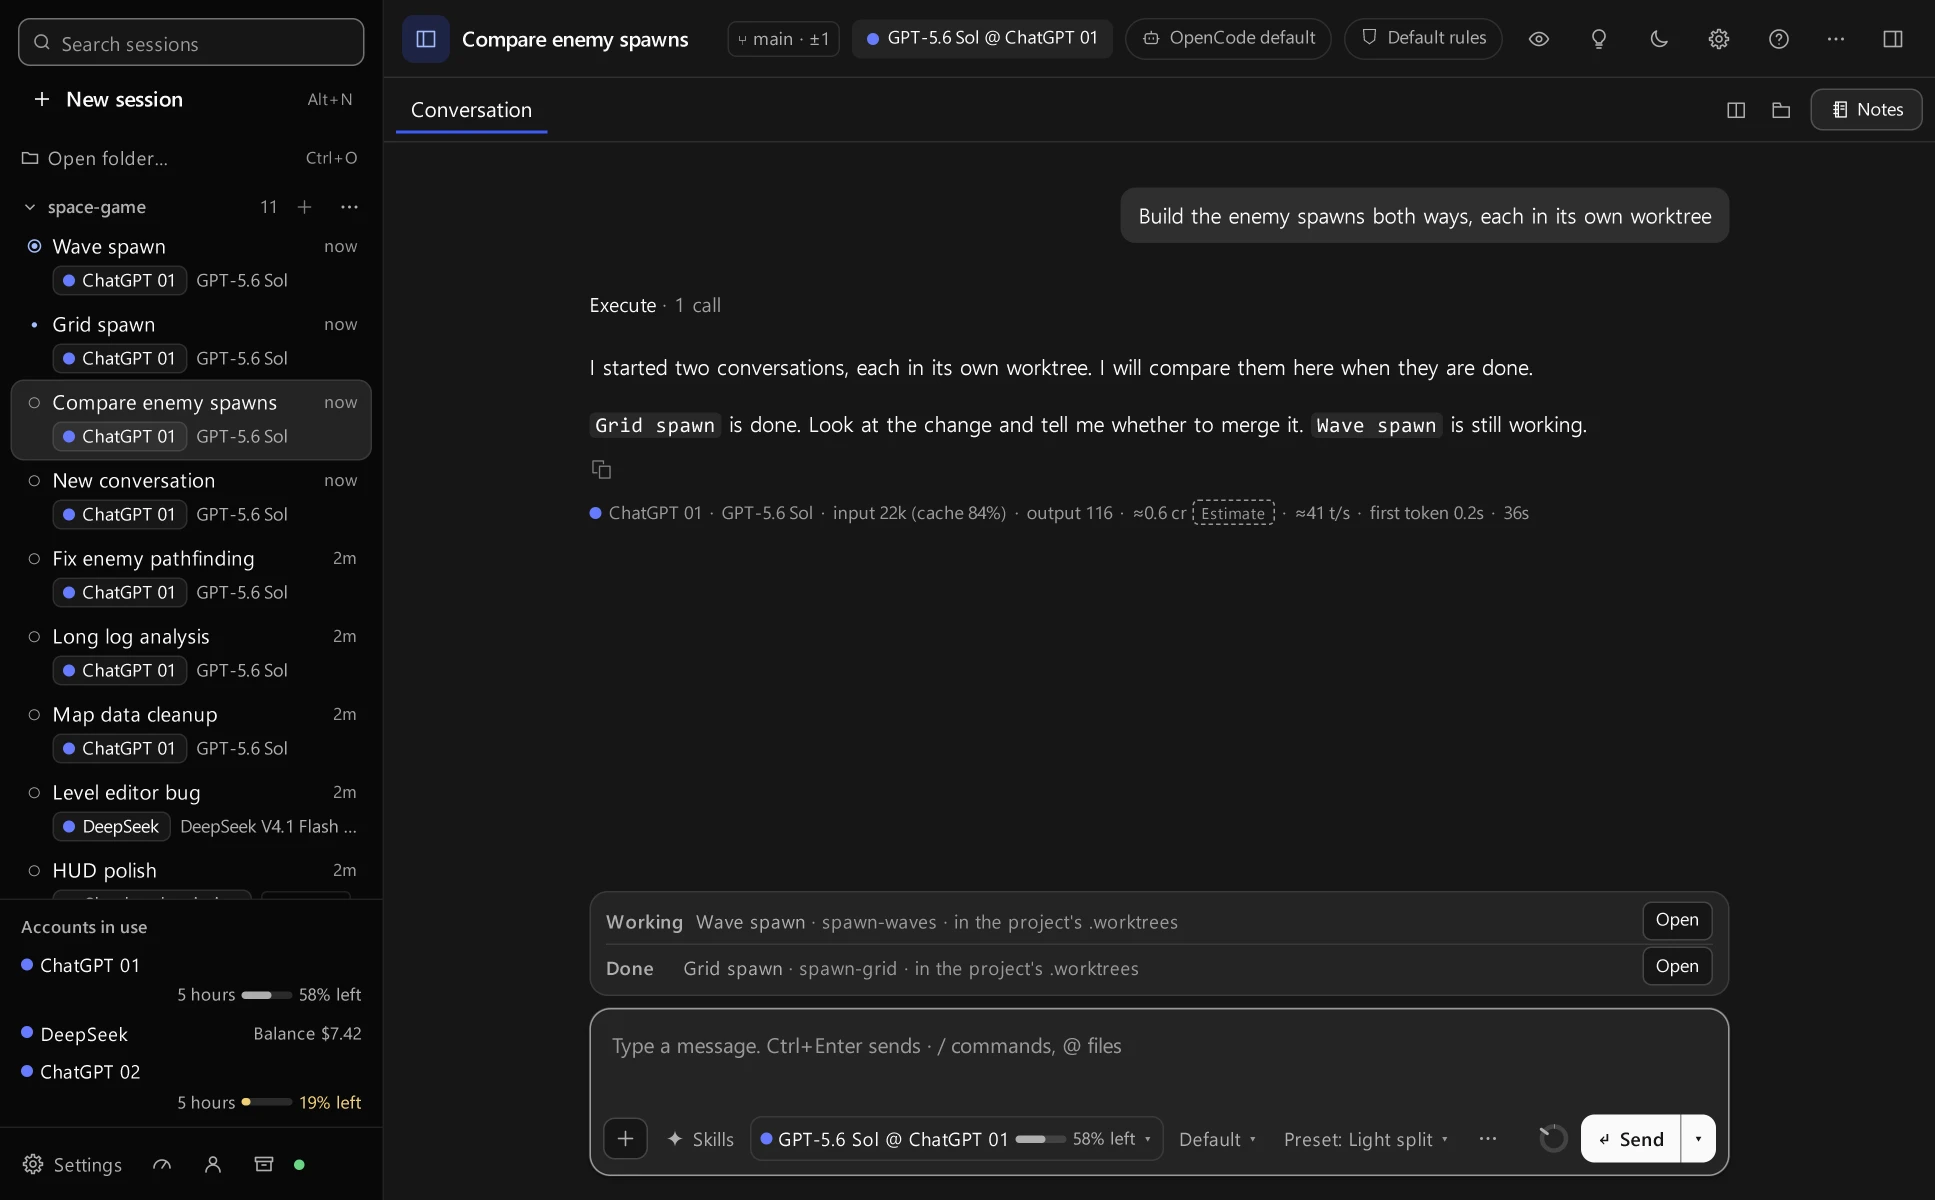 Search sessions
New session Alt+N
Open folder... Ctrl+O
space-game 11
Wave spawn now
ChatGPT 01 GPT-5.6 Sol
Grid spawn now
ChatGPT 01 GPT-5.6 Sol
Compare enemy spawns now
ChatGPT 01 GPT-5.6 Sol
New conversation now
ChatGPT 01 GPT-5.6 Sol
Fix enemy pathfinding 2m
ChatGPT 01 GPT-5.6 Sol
Long log analysis 2m
ChatGPT 01 GPT-5.6 Sol
Map data cleanup 2m
ChatGPT 01 GPT-5.6 Sol
Level editor bug 2m
DeepSeek DeepSeek V4.1 Flash ...
HUD polish 2m
Accounts in use
ChatGPT 01
5 hours 58% left
DeepSeek Balance $7.42
ChatGPT 02
5 hours 19% left
Settings
Compare enemy spawns main · ±1 GPT-5.6 Sol @ ChatGPT 01 OpenCode default Default rules
Conversation Notes
Build the enemy spawns both ways, each in its own worktree
Execute · 1 call
I started two conversations, each in its own worktree. I will compare them here when they are done.
Grid spawn is done. Look at the change and tell me whether to merge it. Wave spawn is still working.
ChatGPT 01 · GPT-5.6 Sol · input 22k (cache 84%) · output 116 · ≈0.6 cr Estimate · ≈41 t/s · first token 0.2s · 36s
Working Wave spawn · spawn-waves · in the project's .worktrees Open
Done Grid spawn · spawn-grid · in the project's .worktrees Open
Type a message. Ctrl+Enter sends · / commands, @ files
Skills GPT-5.6 Sol @ ChatGPT 01 58% left Default Preset: Light split Send